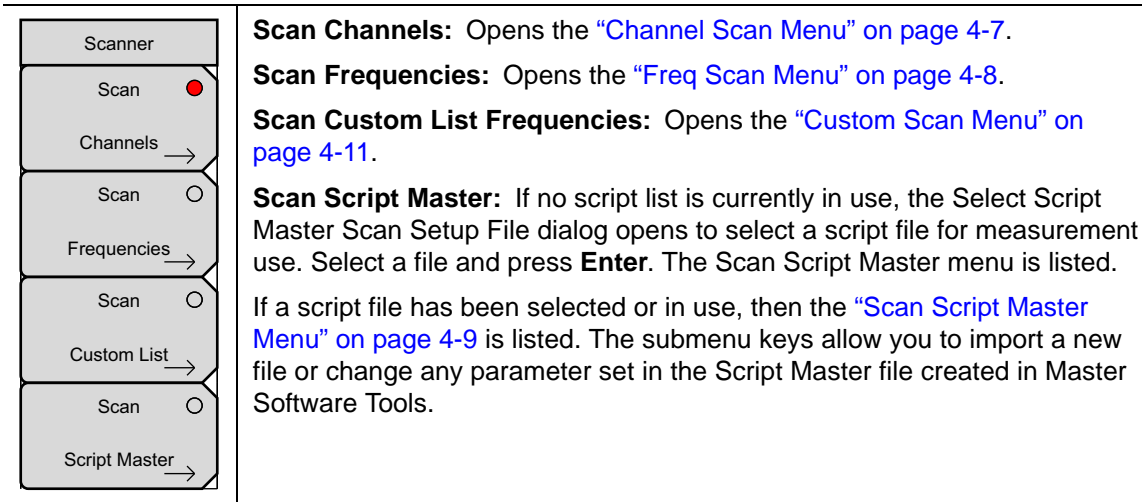 Scanner
Scan
Channels
Scan
Frequencies
Scan
Custom List
Scan
Script Master
Scan Channels: Opens the “Channel Scan Menu” on page 4-7.
Scan Frequencies: Opens the “Freq Scan Menu” on page 4-8.
Scan Custom List Frequencies: Opens the “Custom Scan Menu” on
page 4-11.
Scan Script Master: If no script list is currently in use, the Select Script
Master Scan Setup File dialog opens to select a script file for measurement
use. Select a file and press Enter. The Scan Script Master menu is listed.
If a script file has been selected or in use, then the “Scan Script Master
Menu” on page 4-9 is listed. The submenu keys allow you to import a new
file or change any parameter set in the Script Master file created in Master
Software Tools.